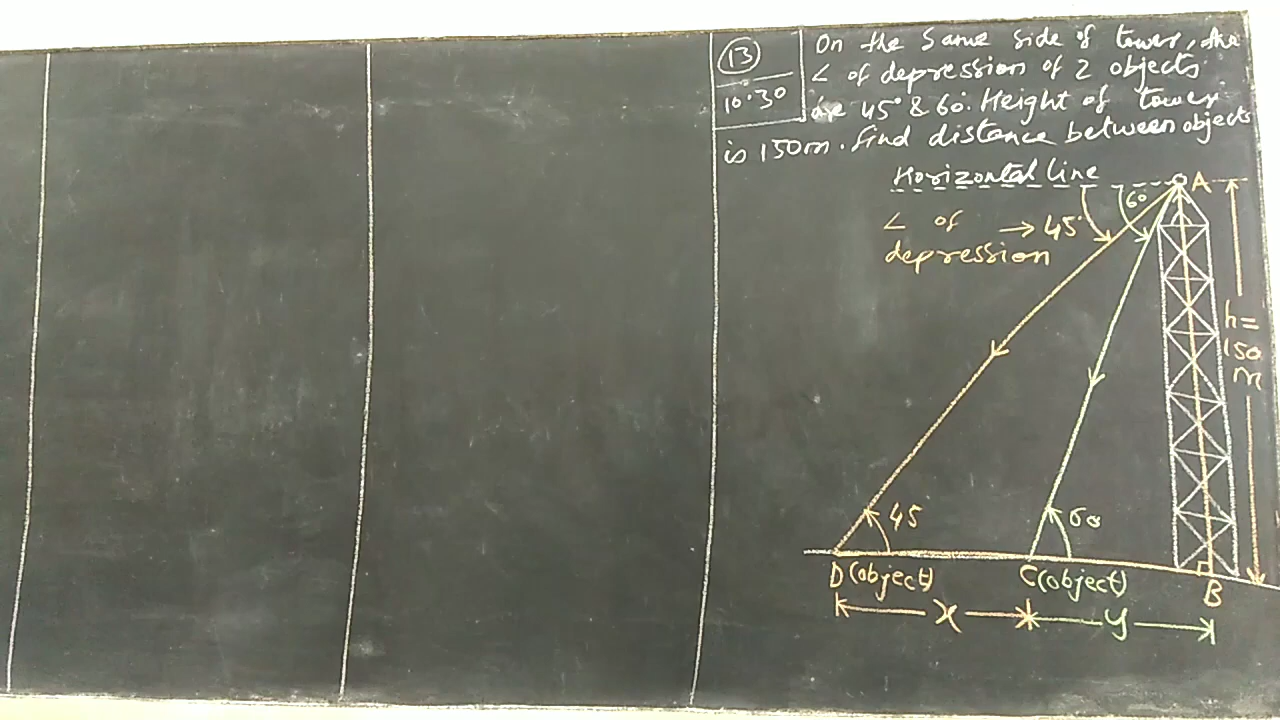 13
10.30
On the same side of tower, the
∠ of depression of 2 objects
are 45° & 60°. Height of tower
is 150m. find distance between objects
Horizontal line
A
60
∠ of → 45°
depression
h=
150
m
45
60
D (object)
C (object)
B
x
y